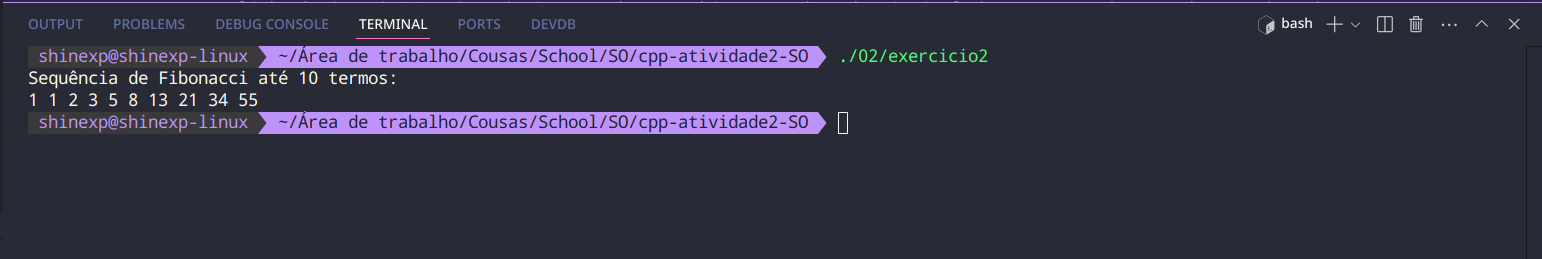 OUTPUT PROBLEMS DEBUG CONSOLE TERMINAL PORTS DEVDB bash
shinexp@shinexp-linux ~/Área de trabalho/Cousas/School/SO/cpp-atividade2-SO ./02/exercicio2
Sequência de Fibonacci até 10 termos:
1 1 2 3 5 8 13 21 34 55
shinexp@shinexp-linux ~/Área de trabalho/Cousas/School/SO/cpp-atividade2-SO